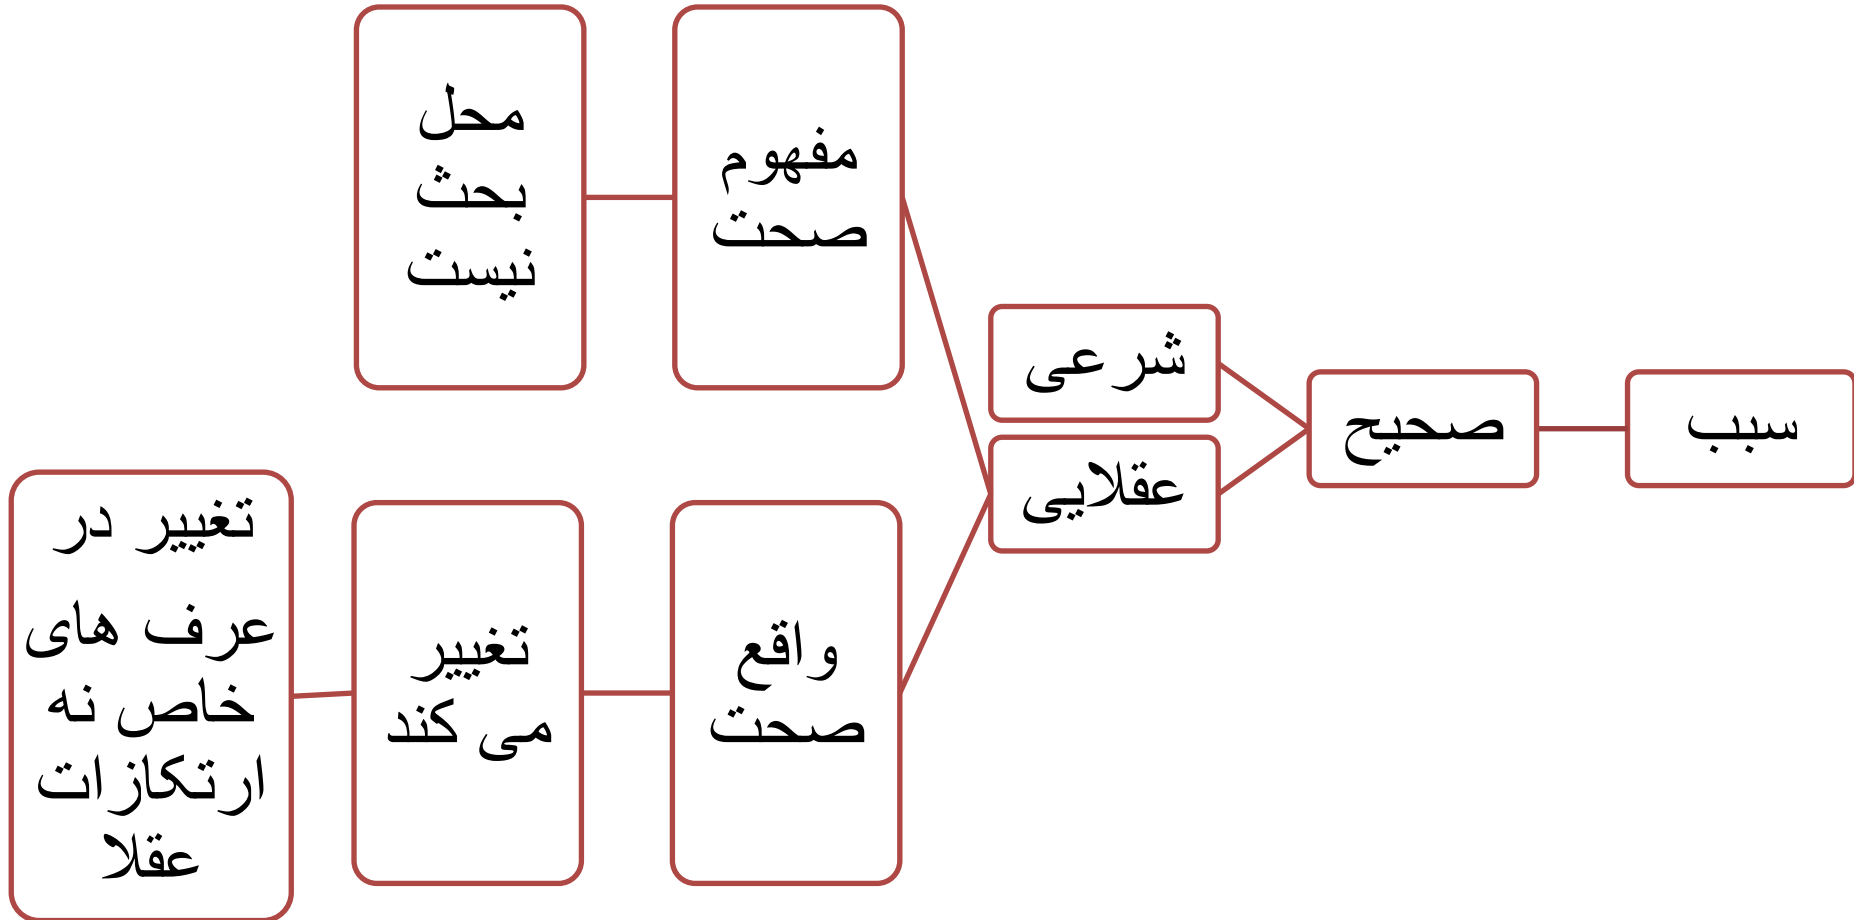 سبب
صحیح
شرعی
عقلایی
مفهوم
صحت
محل
بحث
نیست
واقع
صحت
تغییر
می کند
تغییر در
عرف های
خاص نه
ارتکازات
عقلا